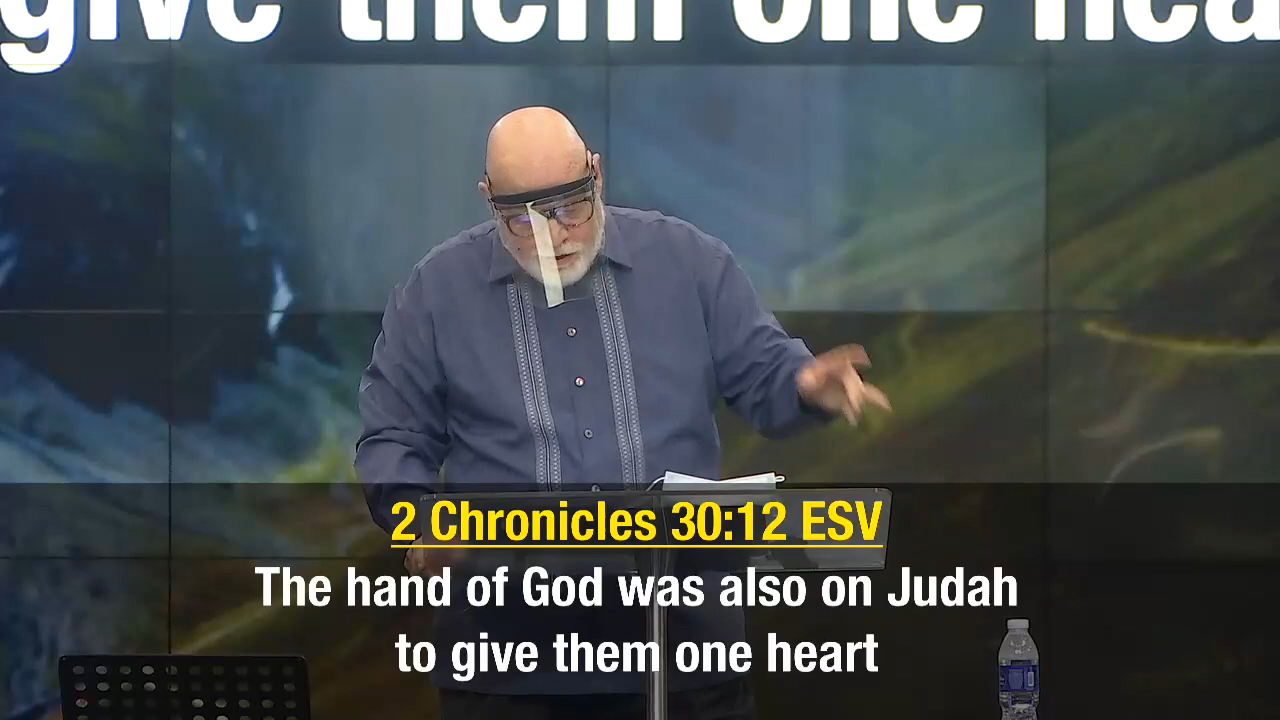 give them one hea
2 Chronicles 30:12 ESV
The hand of God was also on Judah
to give them one heart